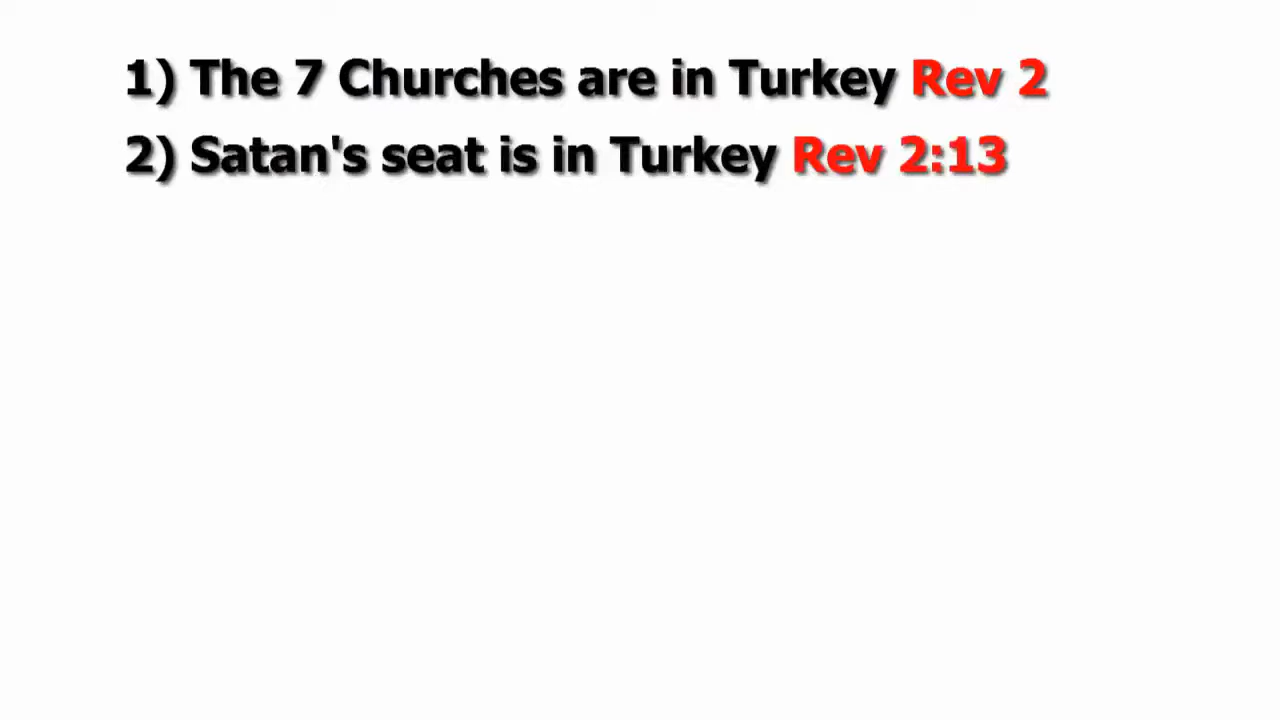 1) The 7 Churches are in Turkey Rev 2
2) Satan's seat is in Turkey Rev 2:13